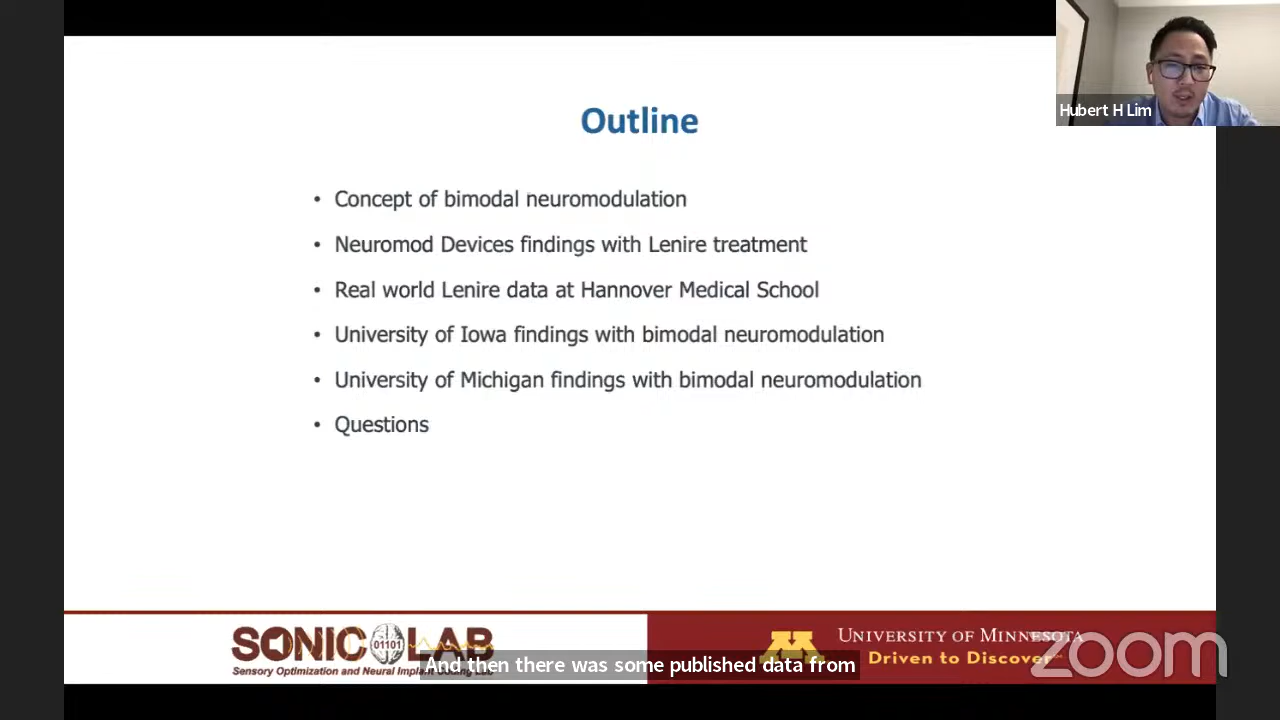 Hubert H Lim
Outline
• Concept of bimodal neuromodulation
• Neuromod Devices findings with Lenire treatment
• Real world Lenire data at Hannover Medical School
• University of Iowa findings with bimodal neuromodulation
• University of Michigan findings with bimodal neuromodulation
• Questions
SONIC LAB
01101
Sensory Optimization and Neural Implant Coding Lab
M
UNIVERSITY OF MINNESOTA
Driven to Discover
zoom
And then there was some published data from